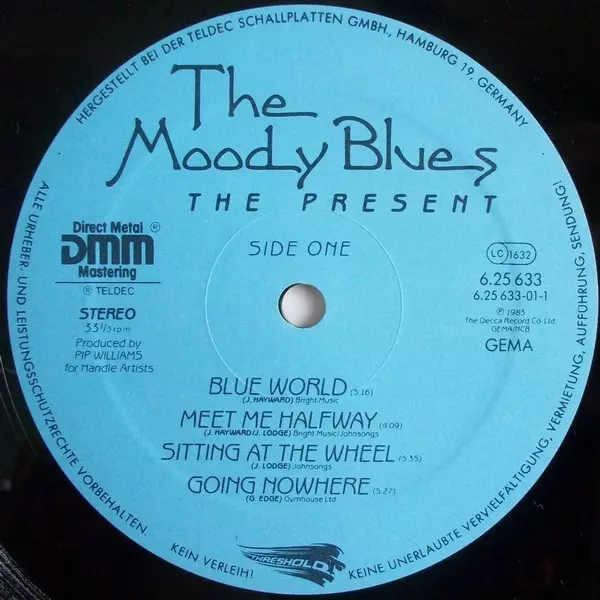 HERGESTELLT BEI DER TELDEC SCHALLPLATTEN GMBH., HAMBURG 19, GERMANY
The
Moody Blues
THE PRESENT
SIDE ONE
Direct Metal ®
DMM
Mastering
® TELDEC
STEREO
33 1/3 rpm
Produced by
PIP WILLIAMS
for Handle Artists
LC 1632
6.25 633
6.25 633-01-1
℗ 1983
The Decca Record Co Ltd
GEMA/NCB
GEMA
BLUE WORLD (5:16)
(J. HAYWARD) Bright Music
MEET ME HALFWAY (4:09)
(J. HAYWARD/J. LODGE) Bright Music/Johnsongs
SITTING AT THE WHEEL (5:35)
(J. LODGE) Johnsongs
GOING NOWHERE (5:27)
(G. EDGE) Gymhouse Ltd
THRESHOLD
ALLE URHEBER- UND LEISTUNGSSCHUTZRECHTE VORBEHALTEN.
KEIN VERLEIH! KEINE UNERLAUBTE VERVIELFÄLTIGUNG, VERMIETUNG, AUFFÜHRUNG, SENDUNG!